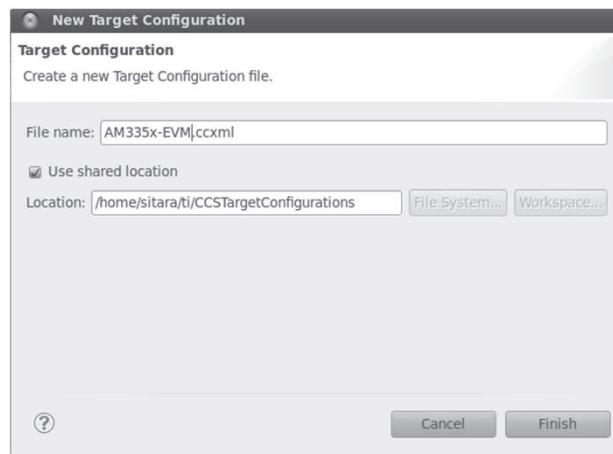 New Target Configuration
Target Configuration
Create a new Target Configuration file.
File name: AM335x-EVM.ccxml
Use shared location
Location: /home/sitara/ti/CCSTargetConfigurations File System... Workspace...
? Cancel Finish